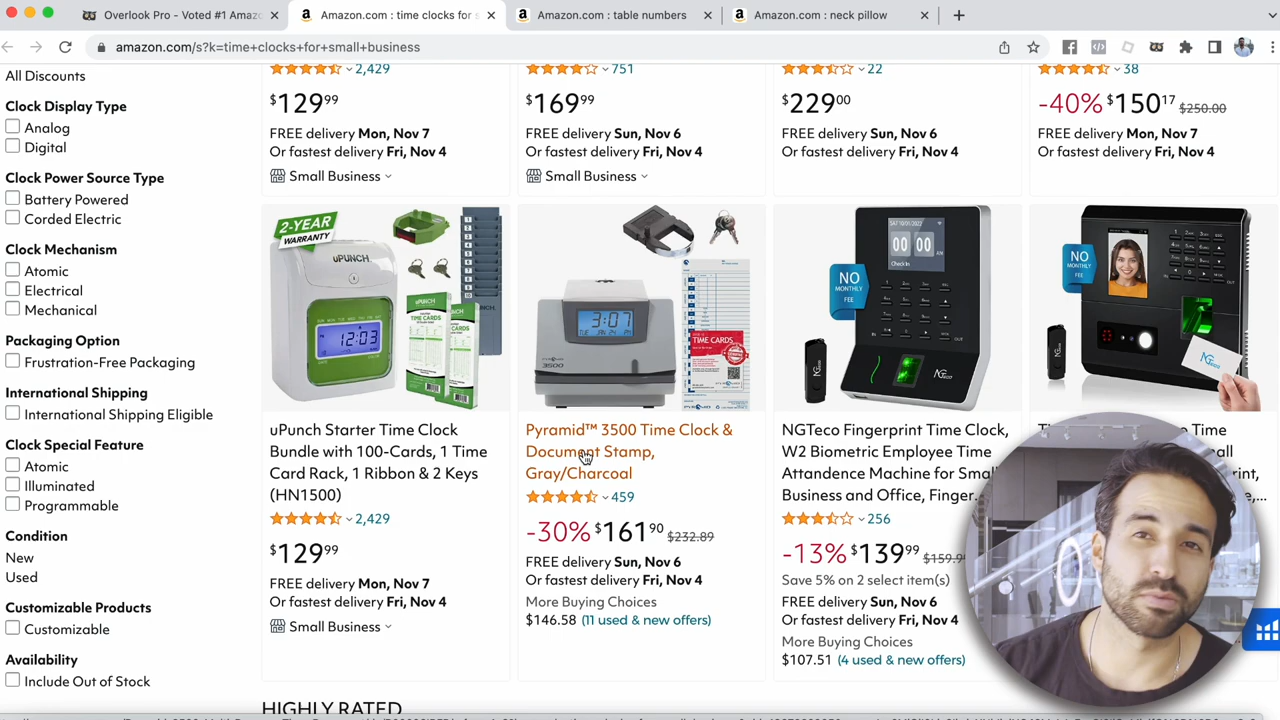 Overlook Pro - Voted #1 Amazo
Amazon.com : time clocks for s
Amazon.com : table numbers
Amazon.com : neck pillow
amazon.com/s?k=time+clocks+for+small+business
All Discounts
Clock Display Type
Analog
Digital
Clock Power Source Type
Battery Powered
Corded Electric
Clock Mechanism
Atomic
Electrical
Mechanical
Packaging Option
Frustration-Free Packaging
International Shipping
International Shipping Eligible
Clock Special Feature
Atomic
Illuminated
Programmable
Condition
New
Used
Customizable Products
Customizable
Availability
Include Out of Stock
2,429
$129.99
FREE delivery Mon, Nov 7
Or fastest delivery Fri, Nov 4
Small Business
751
$169.99
FREE delivery Sun, Nov 6
Or fastest delivery Fri, Nov 4
Small Business
22
$229.00
FREE delivery Sun, Nov 6
Or fastest delivery Fri, Nov 4
38
-40% $150.17 $250.00
FREE delivery Mon, Nov 7
Or fastest delivery Fri, Nov 4
2-YEAR
WARRANTY
uPUNCH
12:03
TIME CARDS
uPunch Starter Time Clock
Bundle with 100-Cards, 1 Time
Card Rack, 1 Ribbon & 2 Keys
(HN1500)
2,429
$129.99
FREE delivery Mon, Nov 7
Or fastest delivery Fri, Nov 4
Small Business
3:07
3500
TIME CARDS
Pyramid™ 3500 Time Clock &
Document Stamp,
Gray/Charcoal
459
-30% $161.90 $232.89
FREE delivery Sun, Nov 6
Or fastest delivery Fri, Nov 4
More Buying Choices
$146.58 (11 used & new offers)
NO
MONTHLY
FEE
00 00
Check In
NGTeco
NGTeco Fingerprint Time Clock,
W2 Biometric Employee Time
Attendance Machine for Small
Business and Office, Finger...
256
-13% $139.99 $159.9
Save 5% on 2 select item(s)
FREE delivery Sun, Nov 6
Or fastest delivery Fri, Nov 4
More Buying Choices
$107.51 (4 used & new offers)
NO
MONTHLY
FEE
Time
HIGHLY RATED